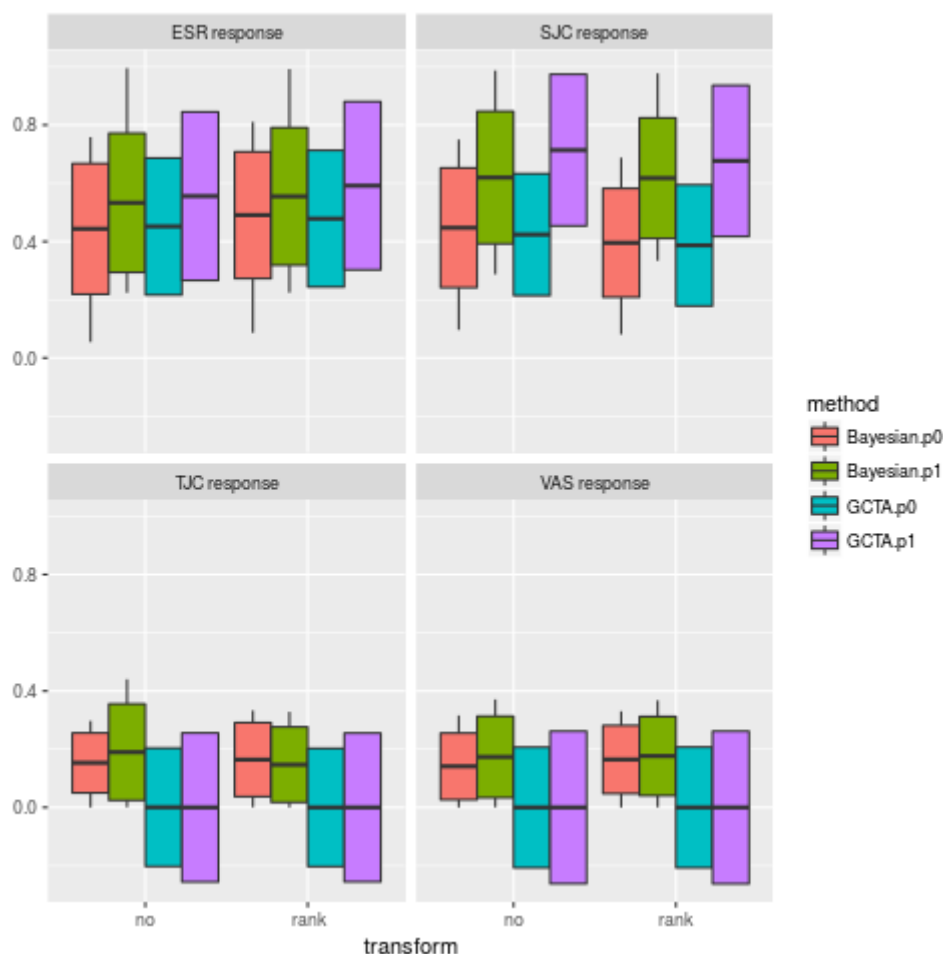 ESR response
SJC response
0.8
0.4
0.0
TJC response
VAS response
0.8
0.4
0.0
no
rank
no
rank
transform
method
Bayesian.p0
Bayesian.p1
GCTA.p0
GCTA.p1